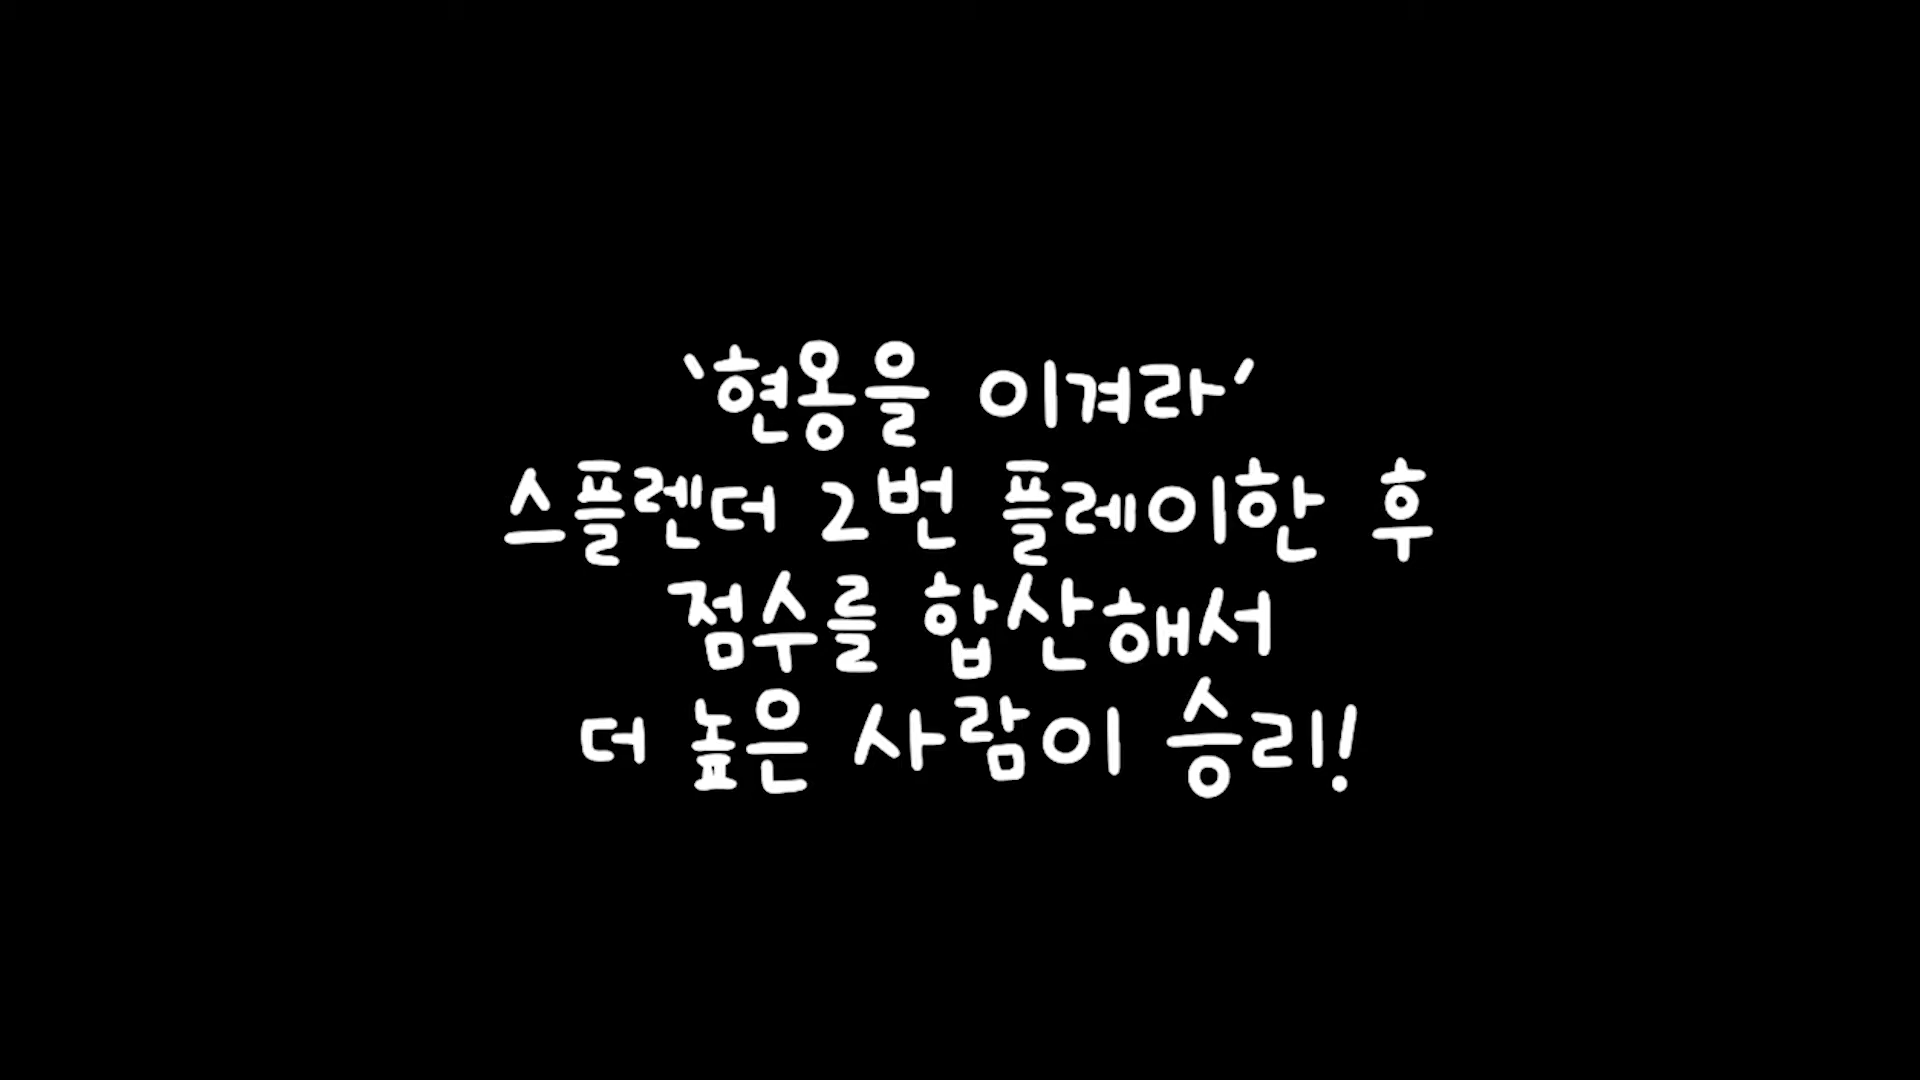 '현용을 이겨라'
스플렌더 2번 플레이한 후
점수를 합산해서
더 높은 사람이 승리!